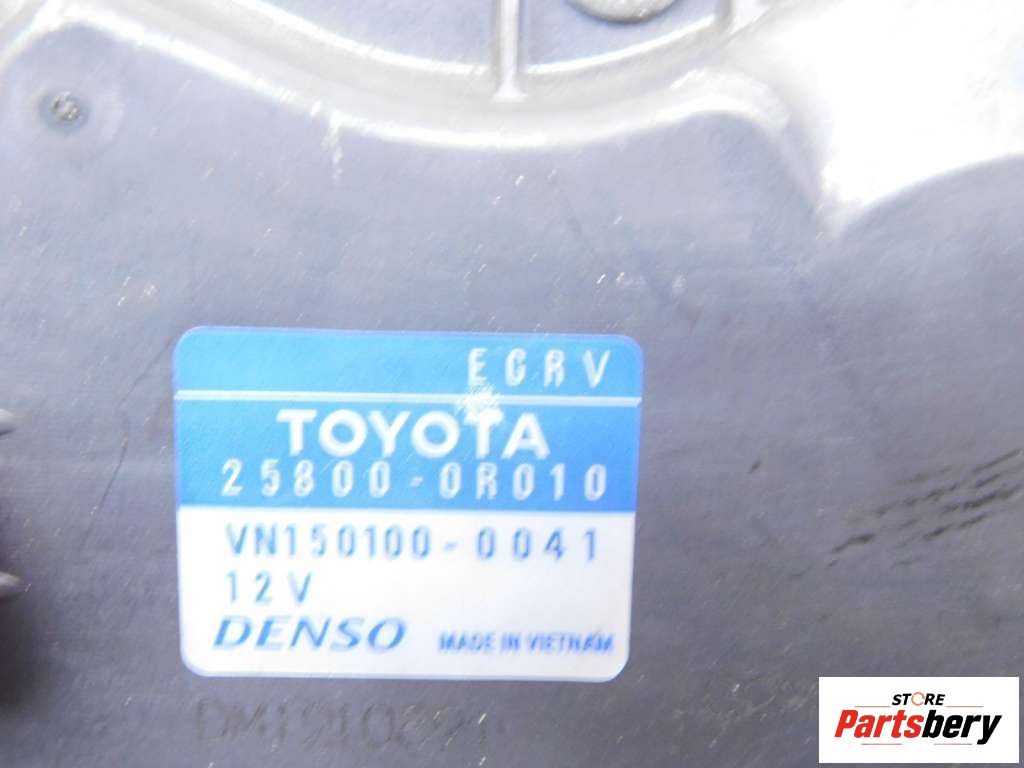 EGRV
TOYOTA
25800-0R010
VN150100-0041
12V
DENSO MADE IN VIETNAM
STORE
Partsbery